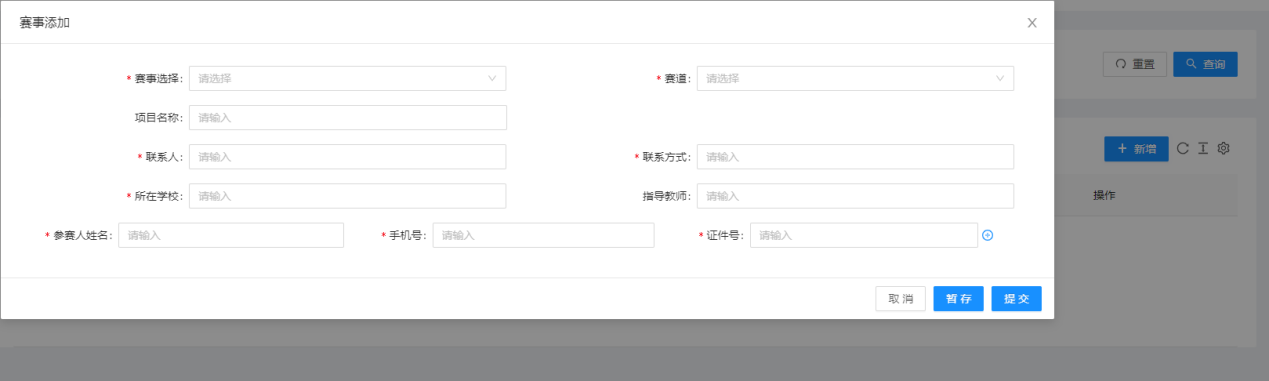 赛事添加
* 赛事选择: 请选择
* 赛道: 请选择
重置 查询
项目名称: 请输入
* 联系人: 请输入
* 联系方式: 请输入
+ 新增
* 所在学校: 请输入
指导教师: 请输入
操作
* 参赛人姓名: 请输入
* 手机号: 请输入
* 证件号: 请输入
取消 暂存 提交